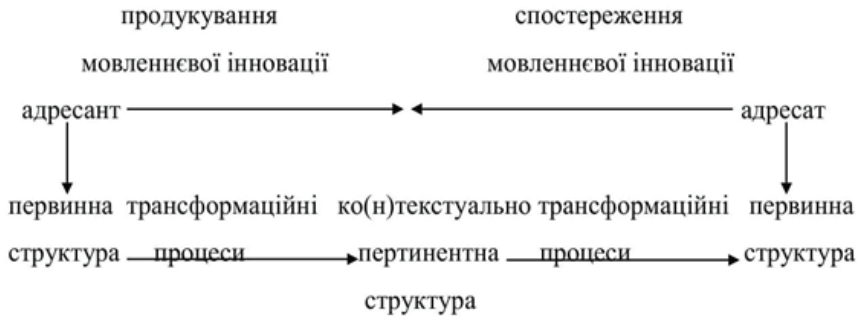 продукування спостереження
мовленнєвої інновації мовленнєвої інновації
адресант адресат
первинна трансформаційні ко(н)текстуально трансформаційні первинна
структура процеси пертинентна процеси структура
структура